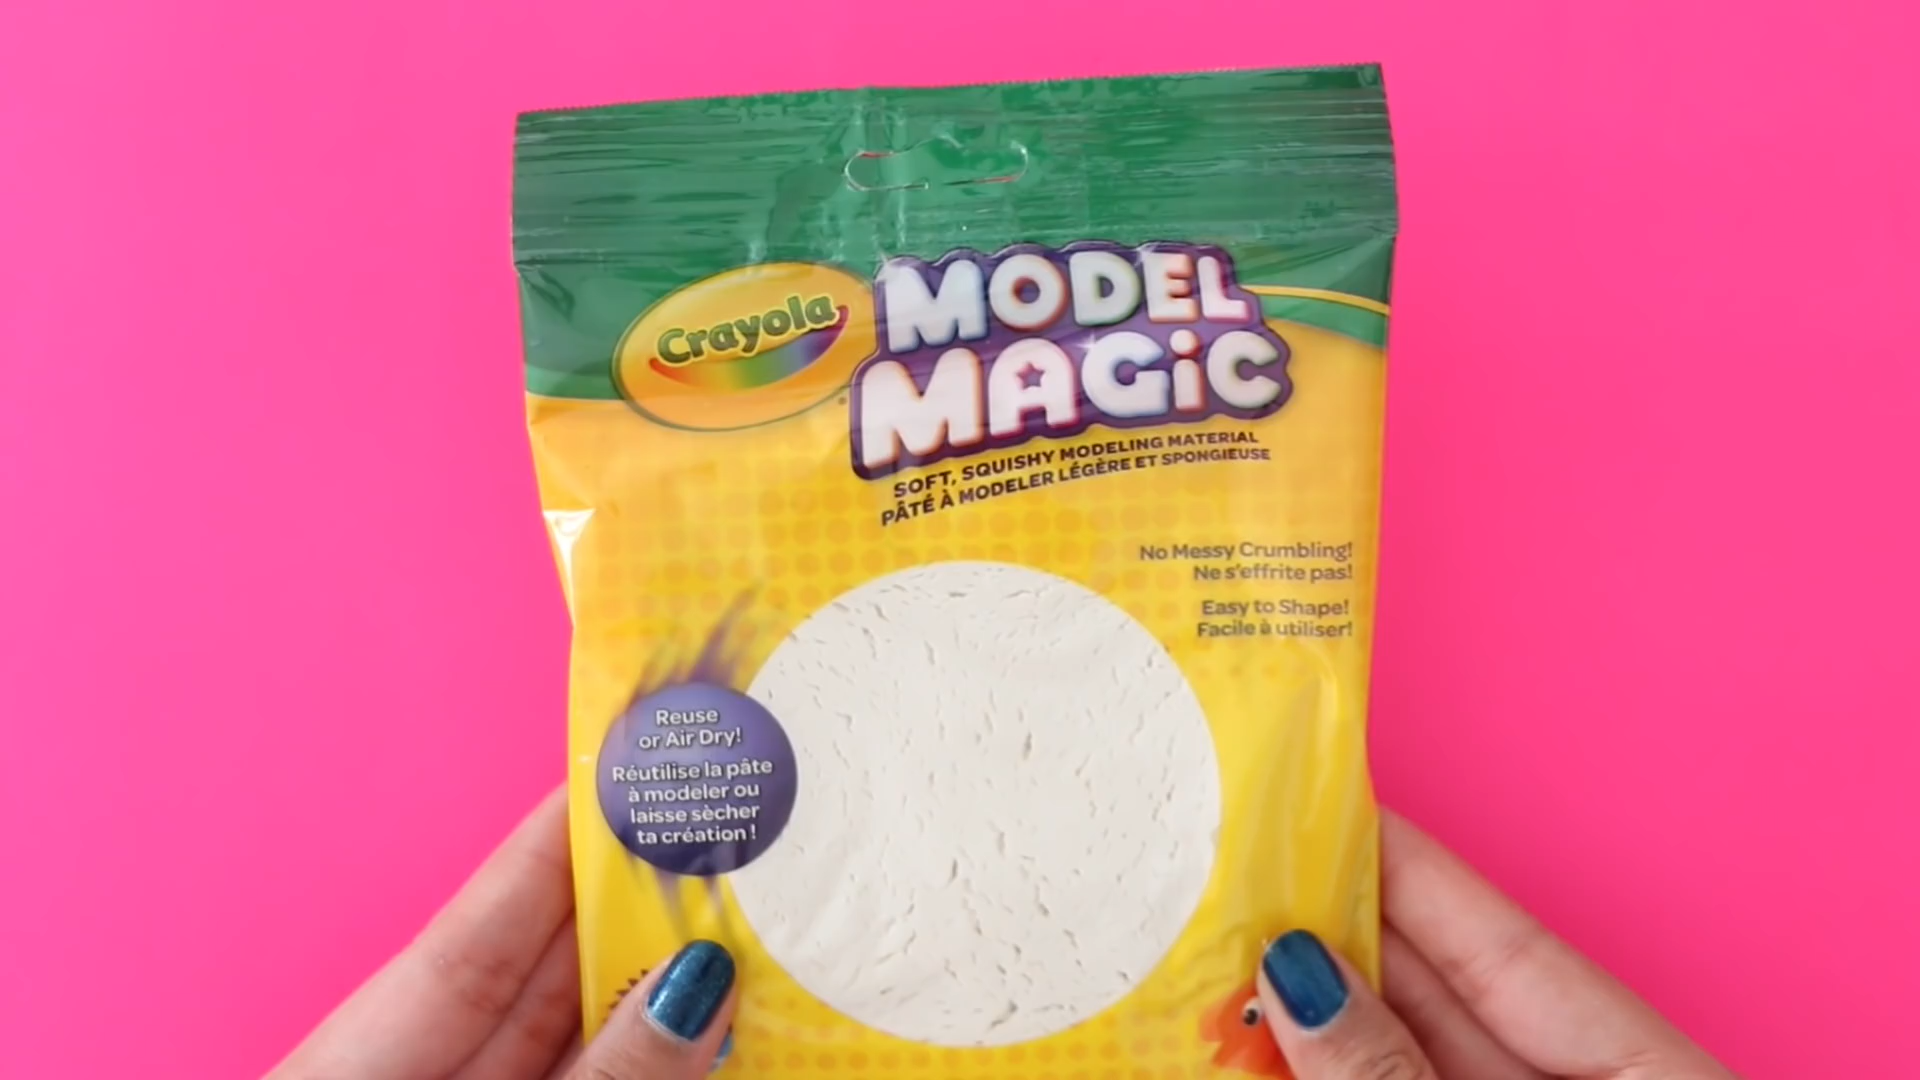 Crayola
MODEL
MAGiC
SOFT, SQUISHY MODELING MATERIAL
PÂTÉ À MODELER LÉGÈRE ET SPONGIEUSE
No Messy Crumbling!
Ne s'effrite pas!
Easy to Shape!
Facile à utiliser!
Reuse
or Air Dry!
Réutilise la pâte
à modeler ou
laisse sècher
ta création !